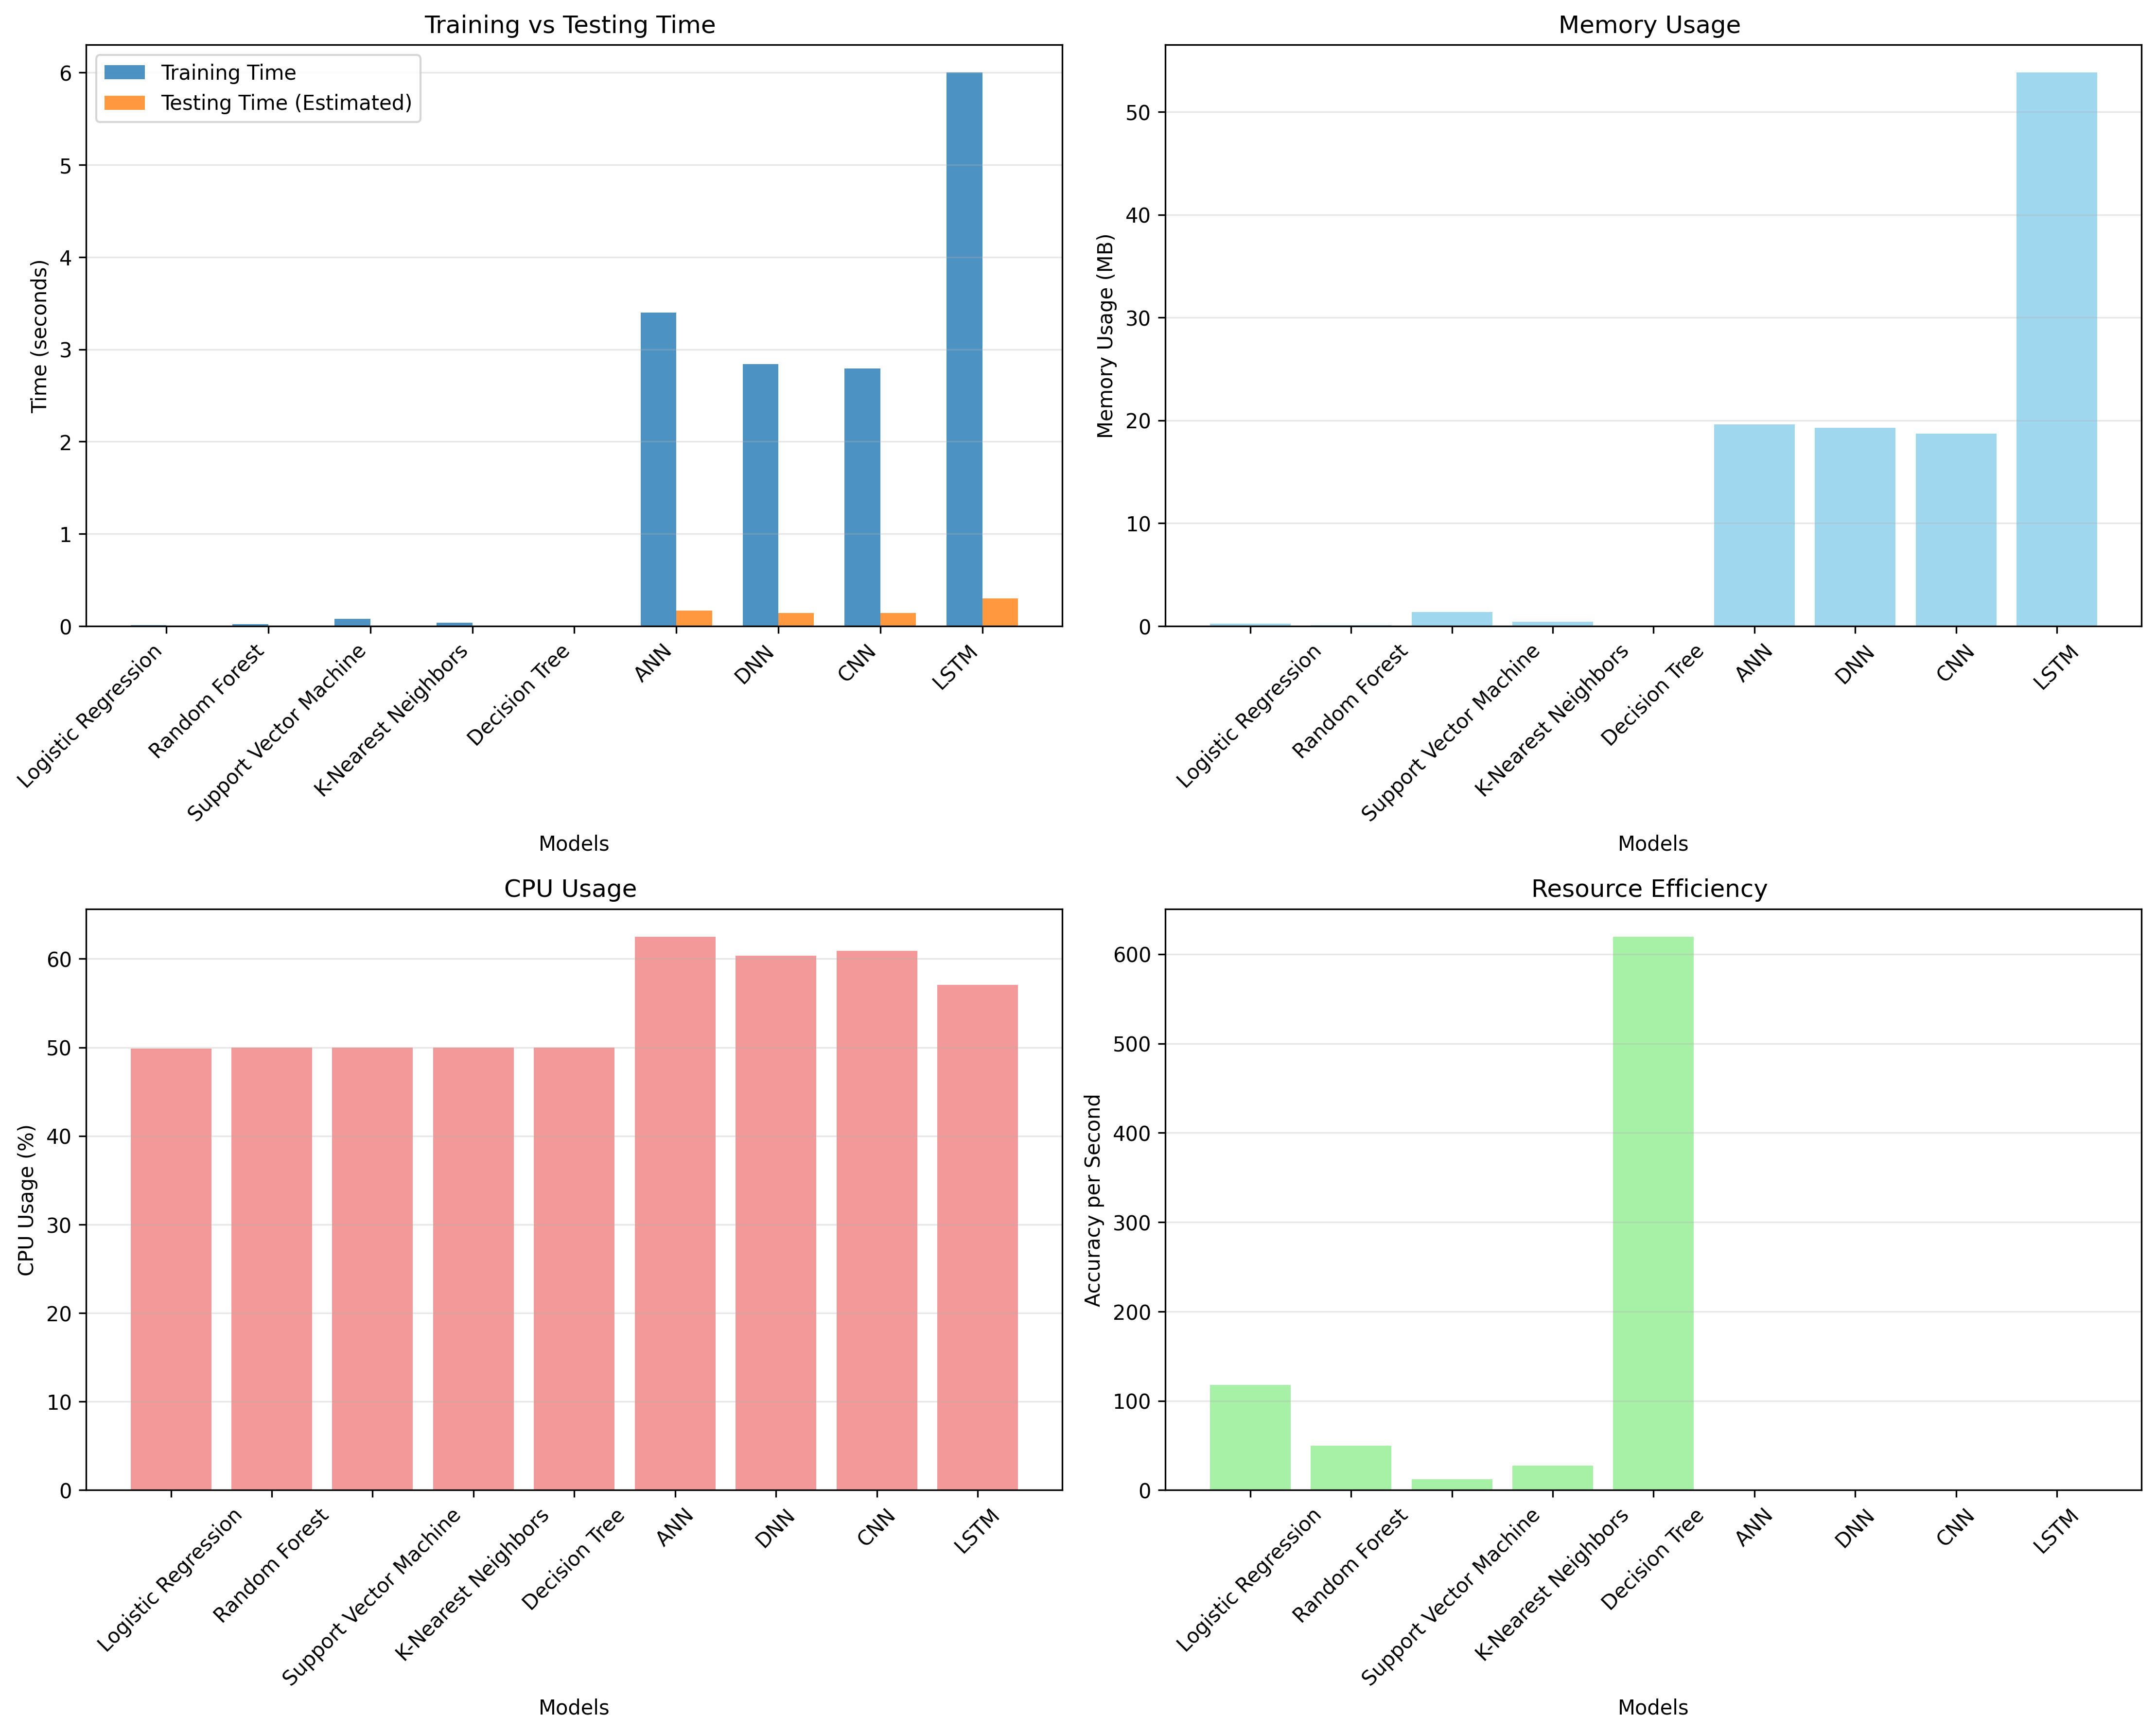 Training vs Testing Time
Training Time
Testing Time (Estimated)
Time (seconds)
6
5
4
3
2
1
0
Logistic Regression
Random Forest
Support Vector Machine
K-Nearest Neighbors
Decision Tree
ANN
DNN
CNN
LSTM
Models
Memory Usage
Memory Usage (MB)
50
40
30
20
10
0
Logistic Regression
Random Forest
Support Vector Machine
K-Nearest Neighbors
Decision Tree
ANN
DNN
CNN
LSTM
Models
CPU Usage
CPU Usage (%)
60
50
40
30
20
10
0
Logistic Regression
Random Forest
Support Vector Machine
K-Nearest Neighbors
Decision Tree
ANN
DNN
CNN
LSTM
Models
Resource Efficiency
Accuracy per Second
600
500
400
300
200
100
0
Logistic Regression
Random Forest
Support Vector Machine
K-Nearest Neighbors
Decision Tree
ANN
DNN
CNN
LSTM
Models